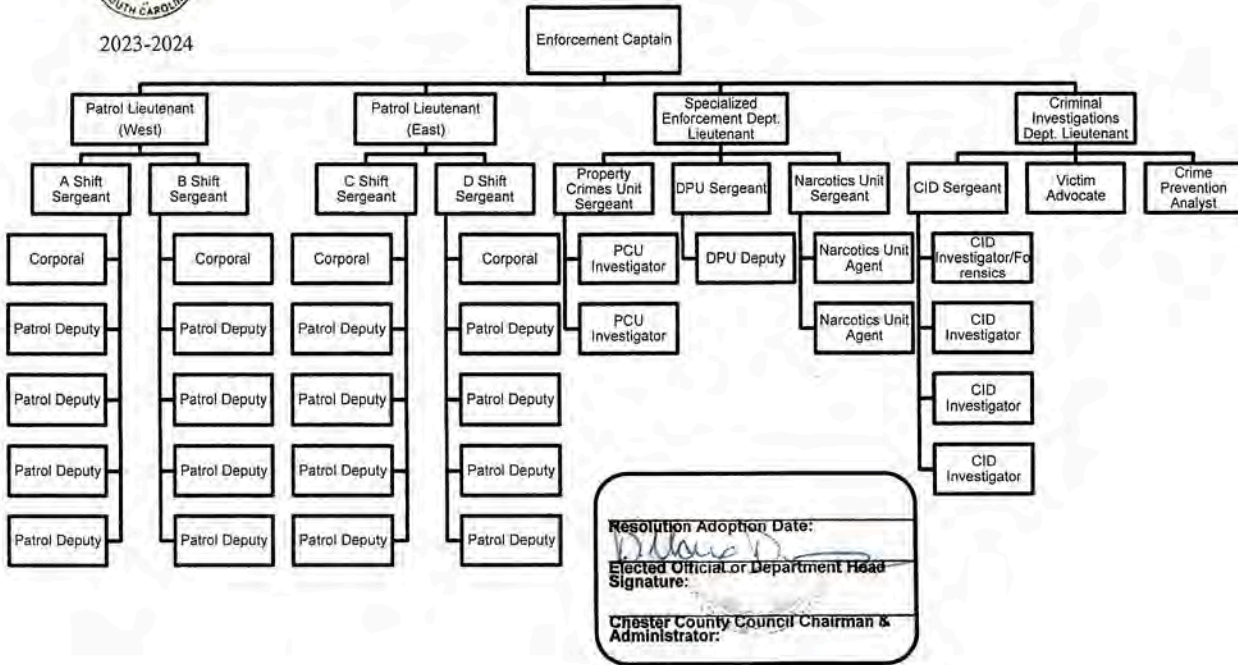 SOUTH CAROLINA
2023-2024
Enforcement Captain
Patrol Lieutenant
(West)
Patrol Lieutenant
(East)
Specialized
Enforcement Dept.
Lieutenant
Criminal
Investigations
Dept. Lieutenant
A Shift
Sergeant
B Shift
Sergeant
C Shift
Sergeant
D Shift
Sergeant
Property
Crimes Unit
Sergeant
DPU Sergeant
Narcotics Unit
Sergeant
CID Sergeant
Victim
Advocate
Crime
Prevention
Analyst
Corporal
Corporal
Corporal
Corporal
PCU
Investigator
DPU Deputy
Narcotics Unit
Agent
CID
Investigator/Fo
rensics
Patrol Deputy
Patrol Deputy
Patrol Deputy
Patrol Deputy
PCU
Investigator
Narcotics Unit
Agent
CID
Investigator
Patrol Deputy
Patrol Deputy
Patrol Deputy
Patrol Deputy
CID
Investigator
Patrol Deputy
Patrol Deputy
Patrol Deputy
Patrol Deputy
CID
Investigator
Patrol Deputy
Patrol Deputy
Patrol Deputy
Patrol Deputy
Resolution Adoption Date:
Elected Official or Department Head
Signature:
Chester County Council Chairman &
Administrator: